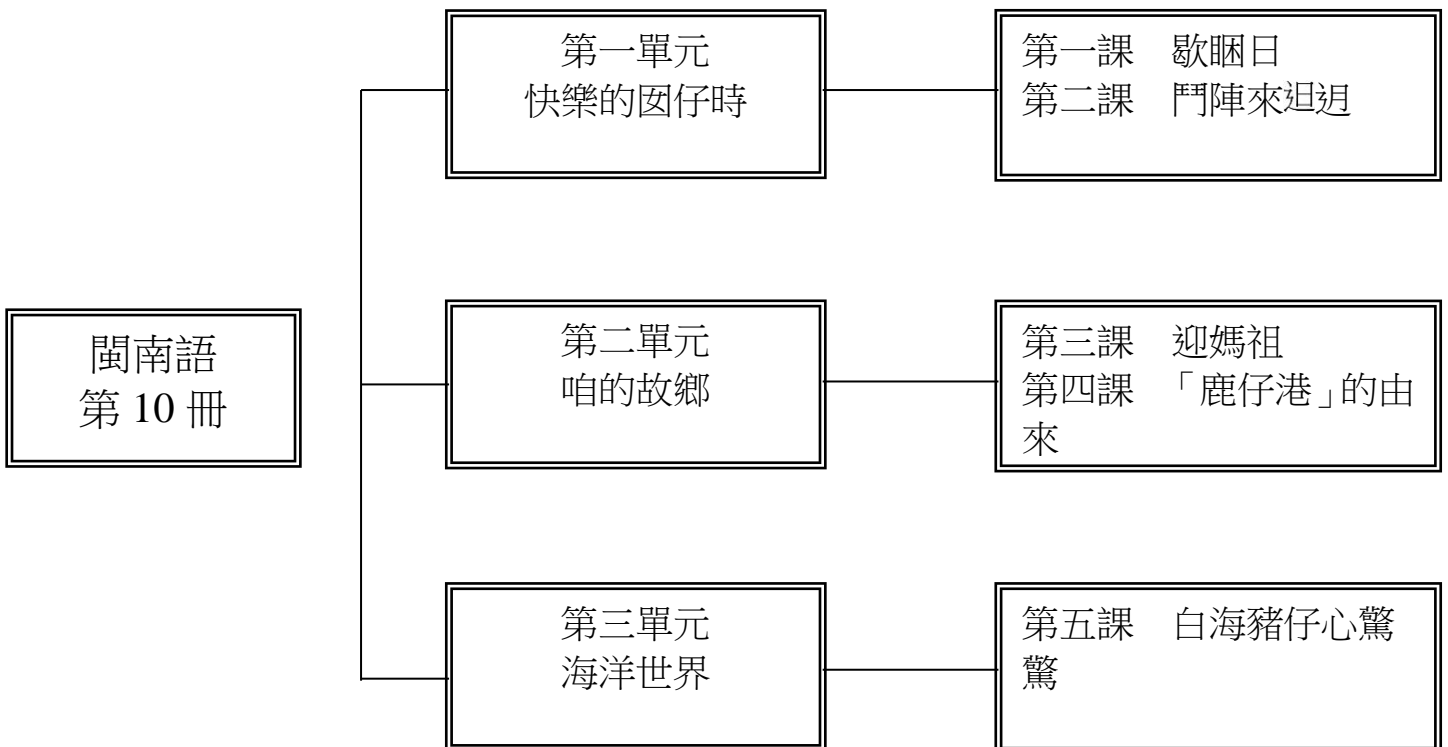 第一單元
快樂的囡仔時
第一課　歇睏日
第二課　鬥陣來𨑨迌
閩南語
第 10 冊
第二單元
咱的故鄉
第三課　迎媽祖
第四課　「鹿仔港」的由
來
第三單元
海洋世界
第五課　白海豬仔心驚
驚